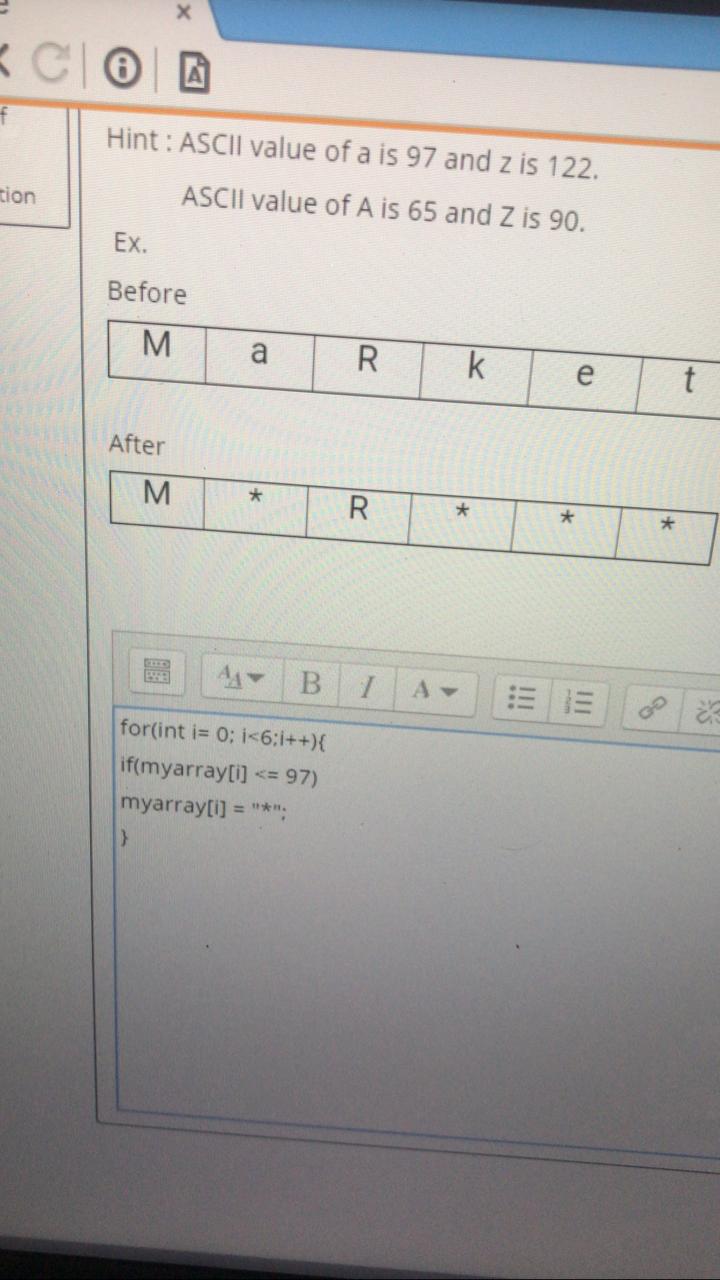 f
tion
Hint : ASCII value of a is 97 and z is 122.
ASCII value of A is 65 and Z is 90.
Ex.
Before
M a R k e t
After
M * R * * *
B I A
for(int i= 0; i<6;i++){
if(myarray[i] <= 97)
myarray[i] = "*";
}